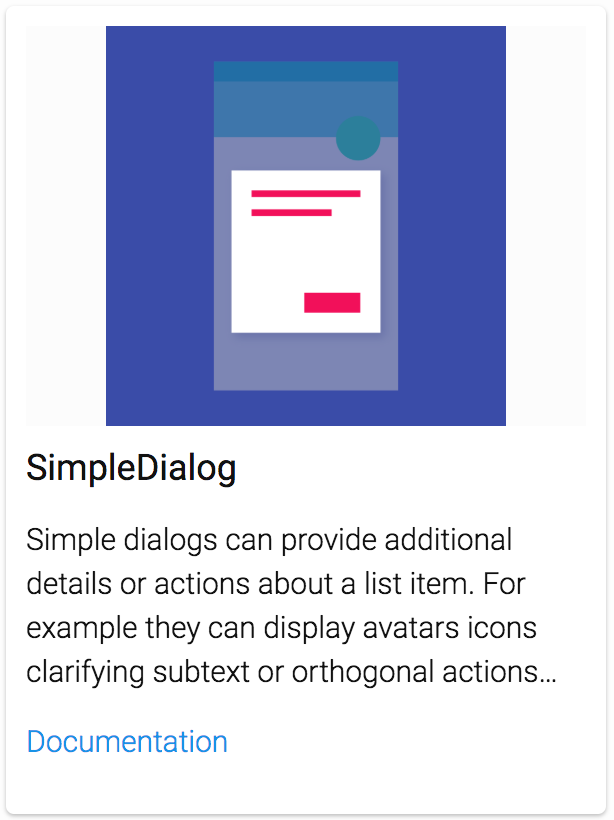 SimpleDialog
Simple dialogs can provide additional
details or actions about a list item. For
example they can display avatars icons
clarifying subtext or orthogonal actions...
Documentation